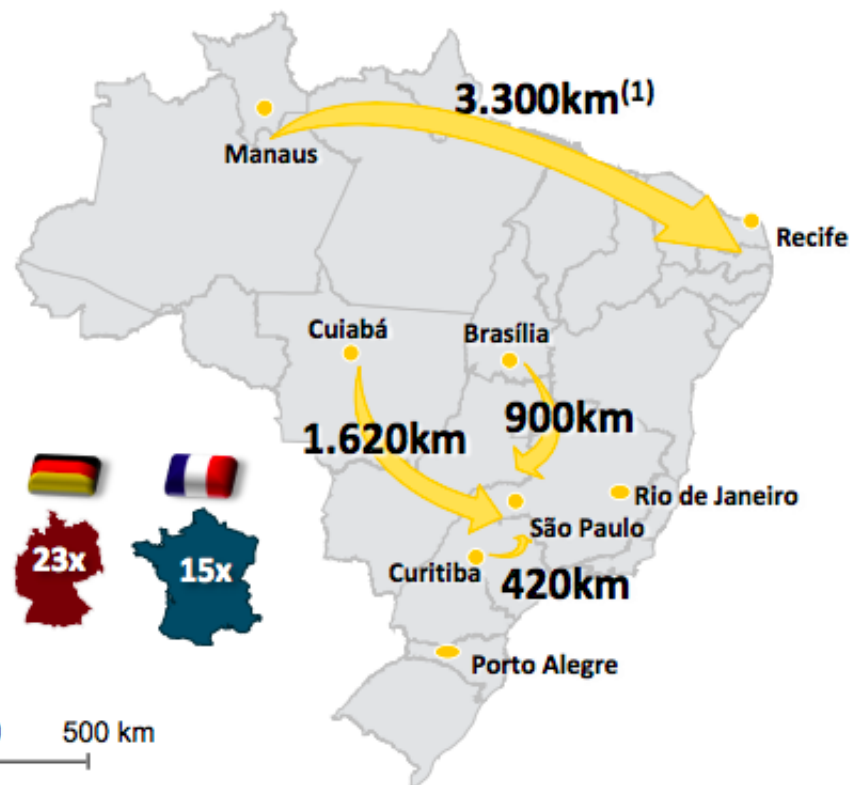 3.300km(1)
Manaus
Recife
Cuiabá
Brasília
900km
1.620km
Rio de Janeiro
São Paulo
23x
15x
Curitiba
420km
Porto Alegre
500 km